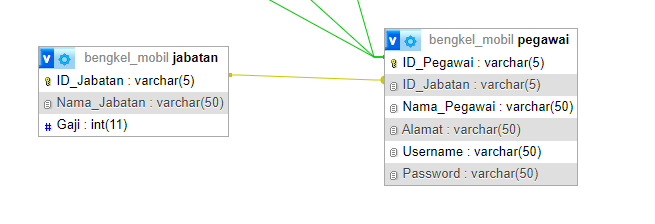 bengkel_mobil jabatan
ID_Jabatan : varchar(5)
Nama_Jabatan : varchar(50)
# Gaji : int(11)
bengkel_mobil pegawai
ID_Pegawai : varchar(5)
ID_Jabatan : varchar(5)
Nama_Pegawai : varchar(50)
Alamat : varchar(50)
Username : varchar(50)
Password : varchar(50)